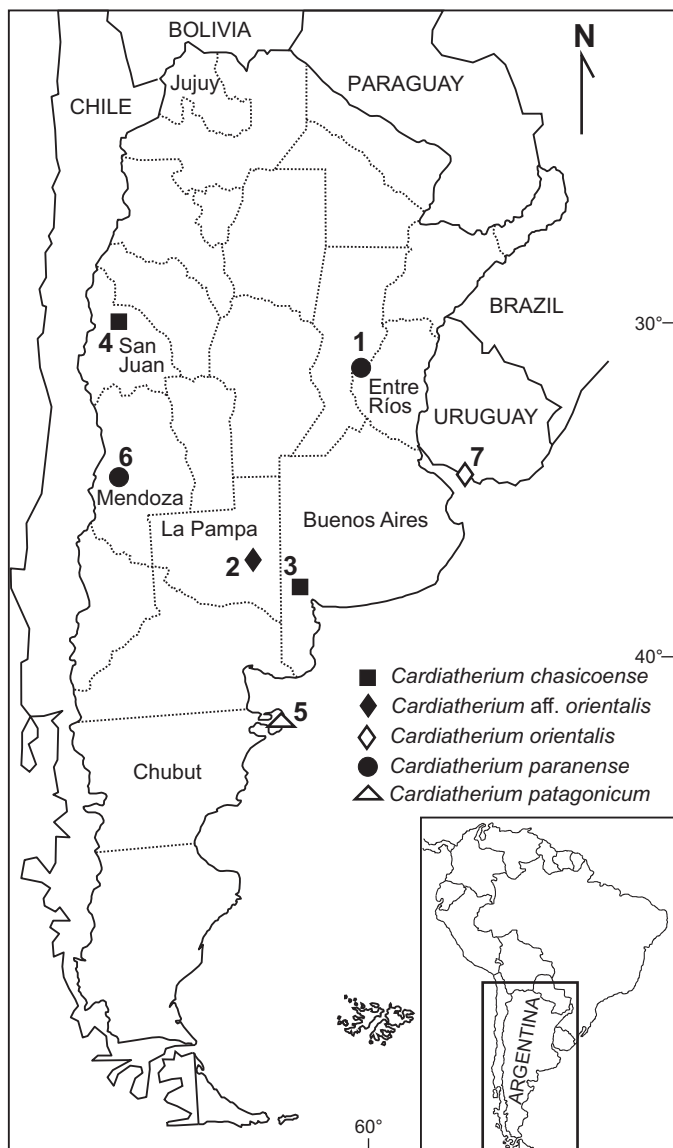 BOLIVIA
N
Jujuy
PARAGUAY
CHILE
BRAZIL
30°
1
4
San
Juan
Entre
Ríos
URUGUAY
6
7
Mendoza
La Pampa
Buenos Aires
2
3
40°
Cardiatherium chasicoense
5
Cardiatherium aff. orientalis
Cardiatherium orientalis
Chubut
Cardiatherium paranense
Cardiatherium patagonicum
ARGENTINA
60°